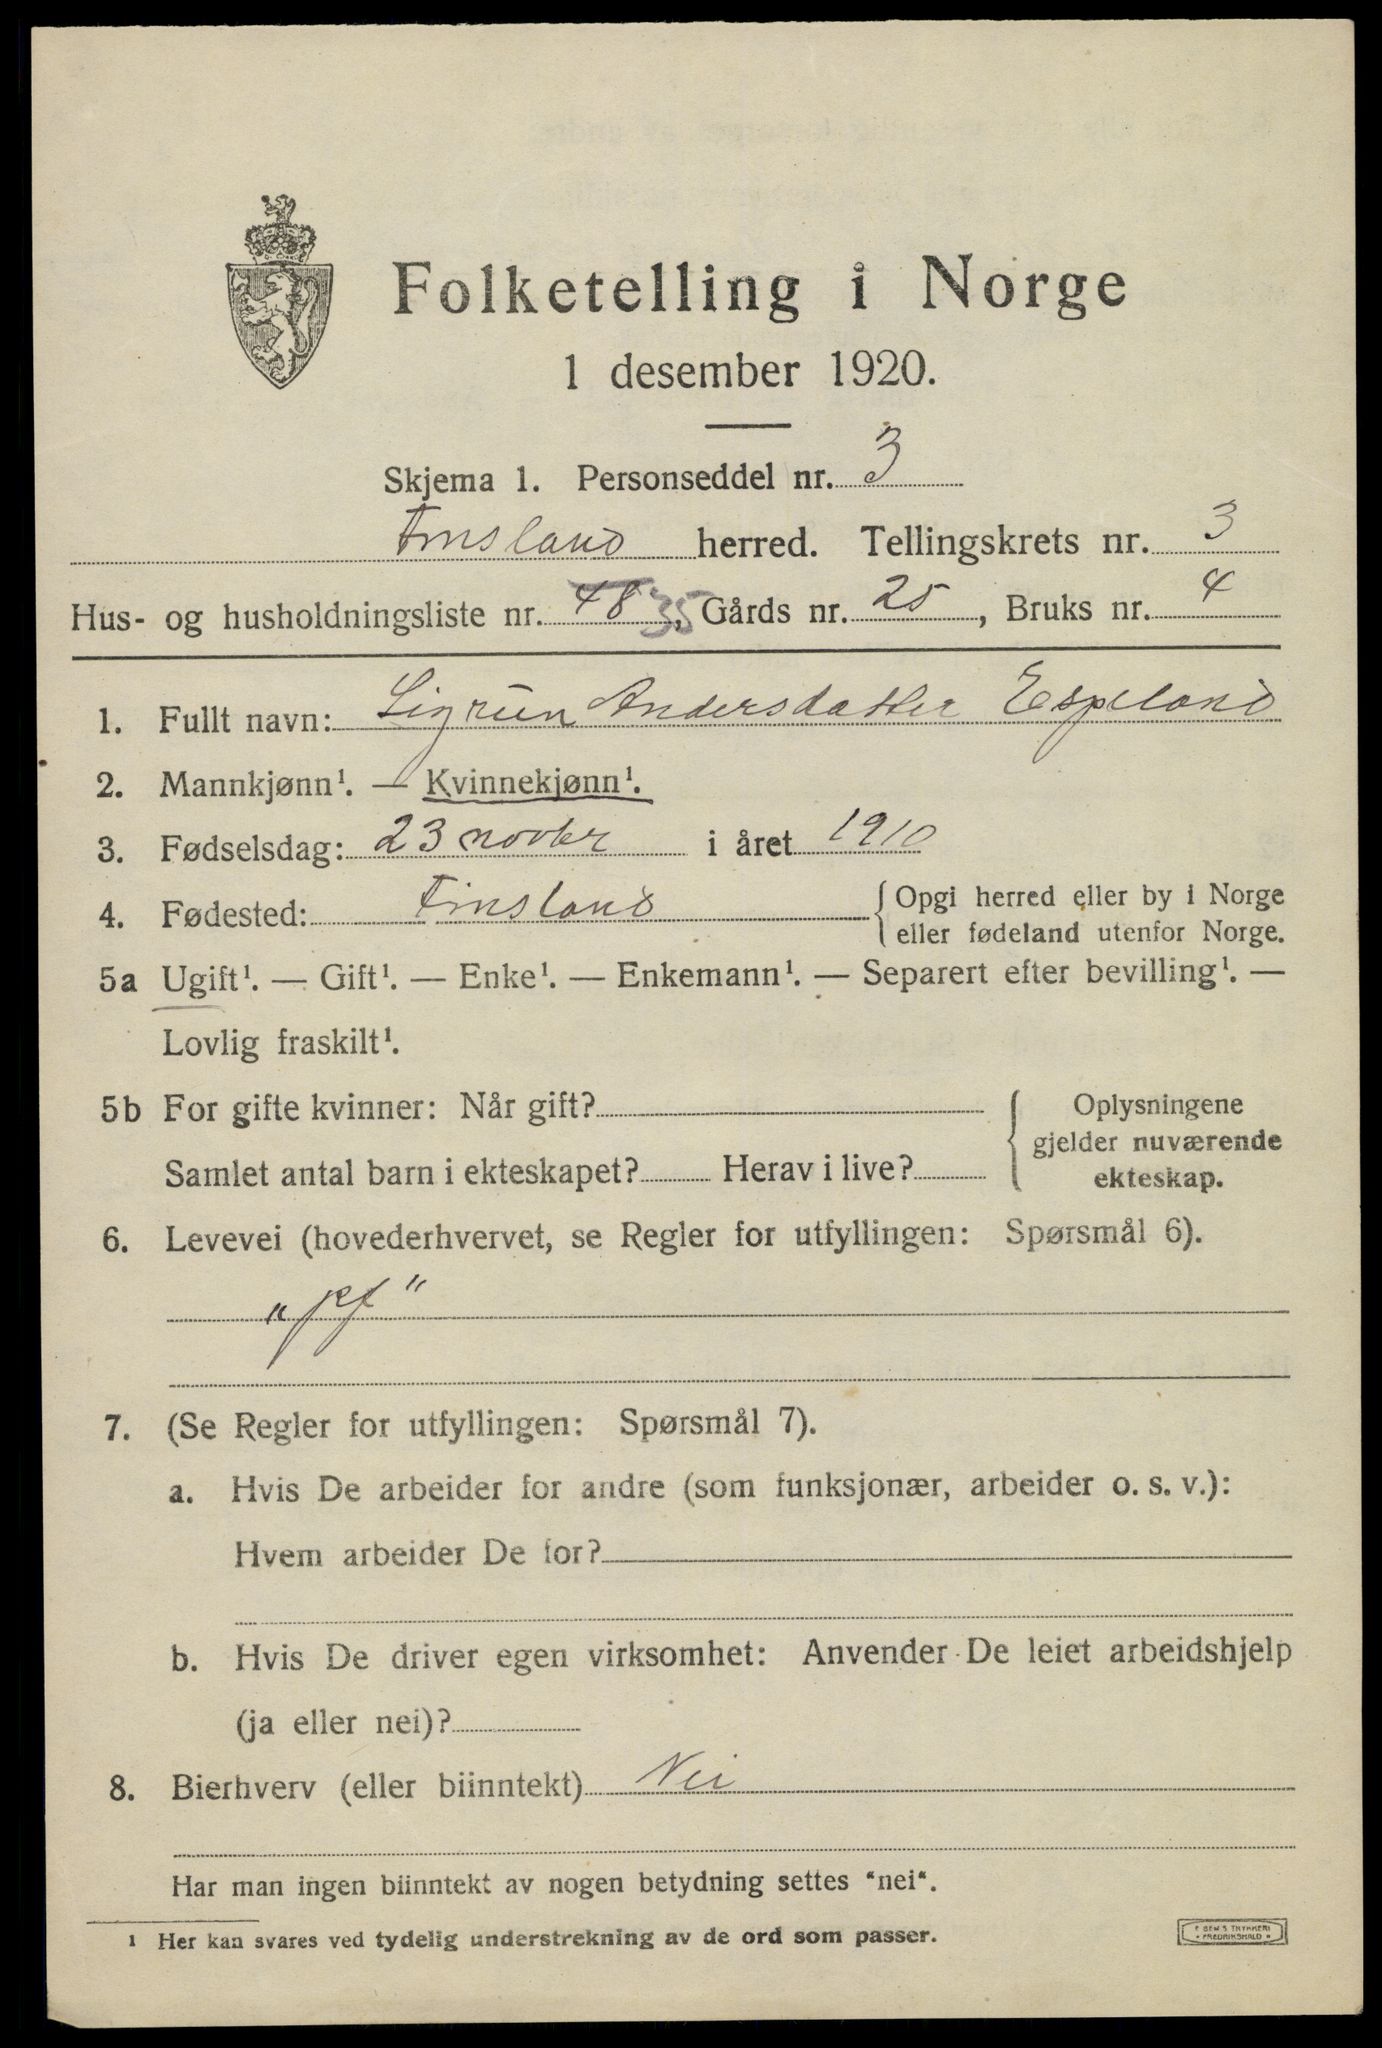 Folketelling i Norge
1 desember 1920.
Skjema 1. Personseddel nr. 3
Finsland herred. Tellingskrets nr. 3
Hus- og husholdningsliste nr. 48 35, Gårds nr. 25, Bruks nr. 4
1. Fullt navn: Sigrun Andersdatter Espeland
2. Mannkjønn¹. — Kvinnekjønn¹.
3. Fødselsdag: 23 novbr i året 1910
4. Fødested: Finsland { Opgi herred eller by i Norge
eller fødeland utenfor Norge.
5a Ugift¹. — Gift¹. — Enke¹. — Enkemann¹. — Separert efter bevilling¹. —
Lovlig fraskilt¹.
5b For gifte kvinner: Når gift? { Oplysningene
gjelder nuværende
Samlet antal barn i ekteskapet? Herav i live?
ekteskap.
6. Levevei (hovederhvervet, se Regler for utfyllingen: Spørsmål 6).
„pf“
7. (Se Regler for utfyllingen: Spørsmål 7).
a. Hvis De arbeider for andre (som funksjonær, arbeider o. s. v.):
Hvem arbeider De for?
b. Hvis De driver egen virksomhet: Anvender De leiet arbeidshjelp
(ja eller nei)?
8. Bierhverv (eller biinntekt) Nei
Har man ingen biinntekt av nogen betydning settes “nei“.
¹ Her kan svares ved tydelig understrekning av de ord som passer.
FREDRIKSHALD